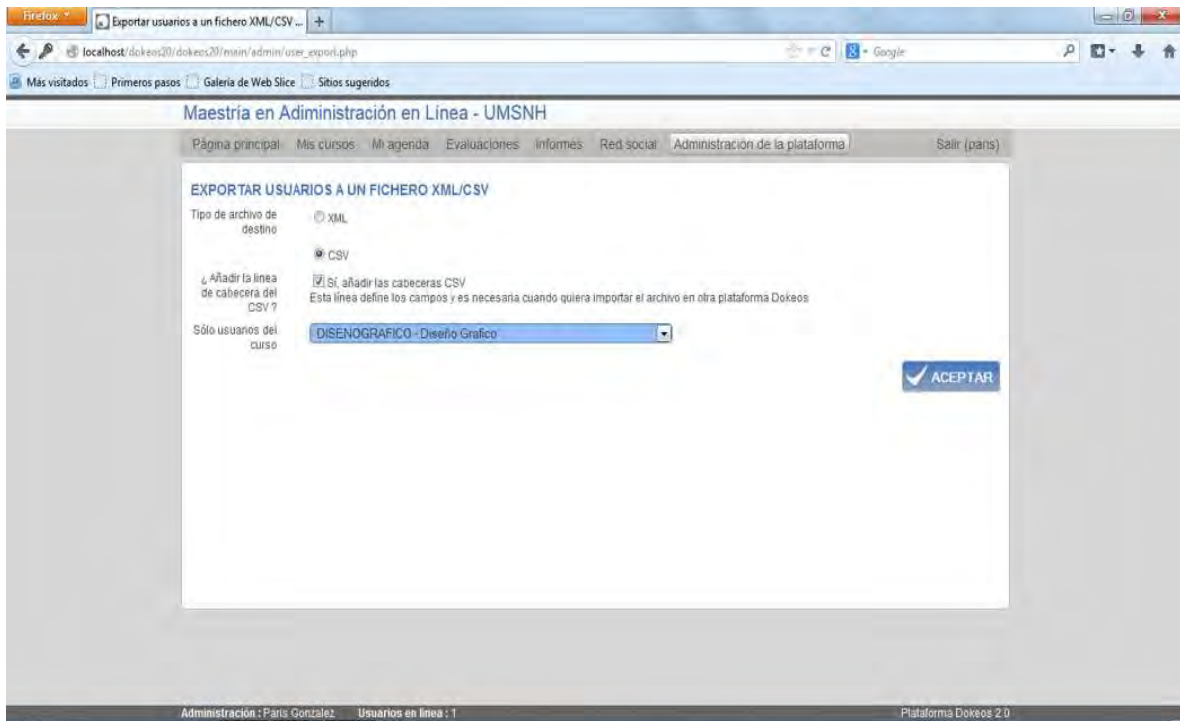 Firefox
Exportar usuarios a un fichero XML/CSV ...
localhost/dokeos20/dokeos20/main/admin/user_export.php
Google
Más visitados Primeros pasos Galería de Web Slice Sitios sugeridos
Maestría en Adiministración en Línea - UMSNH
Página principal Mis cursos Mi agenda Evaluaciones Informes Red social Administración de la plataforma Salir (paris)
EXPORTAR USUARIOS A UN FICHERO XML/CSV
Tipo de archivo de
destino
XML
CSV
¿ Añadir la línea
de cabecera del
CSV ?
Sí, añadir las cabeceras CSV
Esta línea define los campos y es necesaria cuando quiera importar el archivo en otra plataforma Dokeos
Sólo usuarios del
curso
DISENOGRAFICO - Diseño Grafico
ACEPTAR
Administración : Paris Gonzalez Usuarios en línea : 1 Plataforma Dokeos 2.0